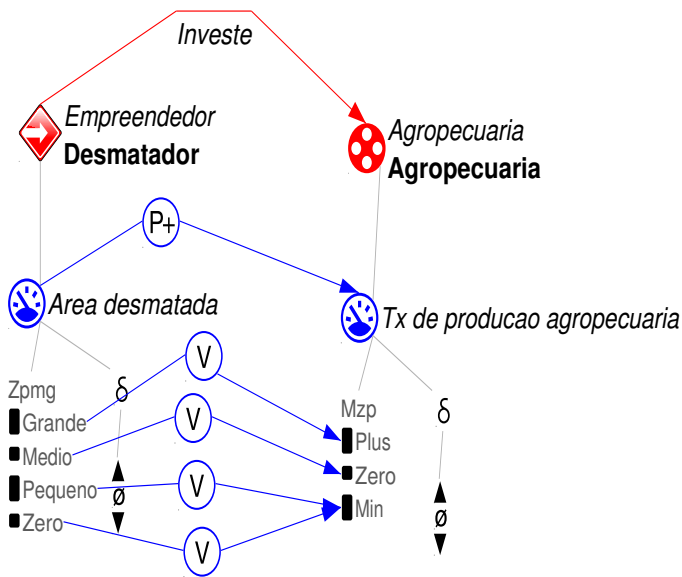 Investe
Empreendedor
Desmatador
Agropecuaria
Agropecuaria
P+
Area desmatada
Tx de producao agropecuaria
V
Zpmg
δ
Grande
Mzp
δ
V
Plus
Medio
Zero
V
Pequeno
ø
Min
ø
Zero
V